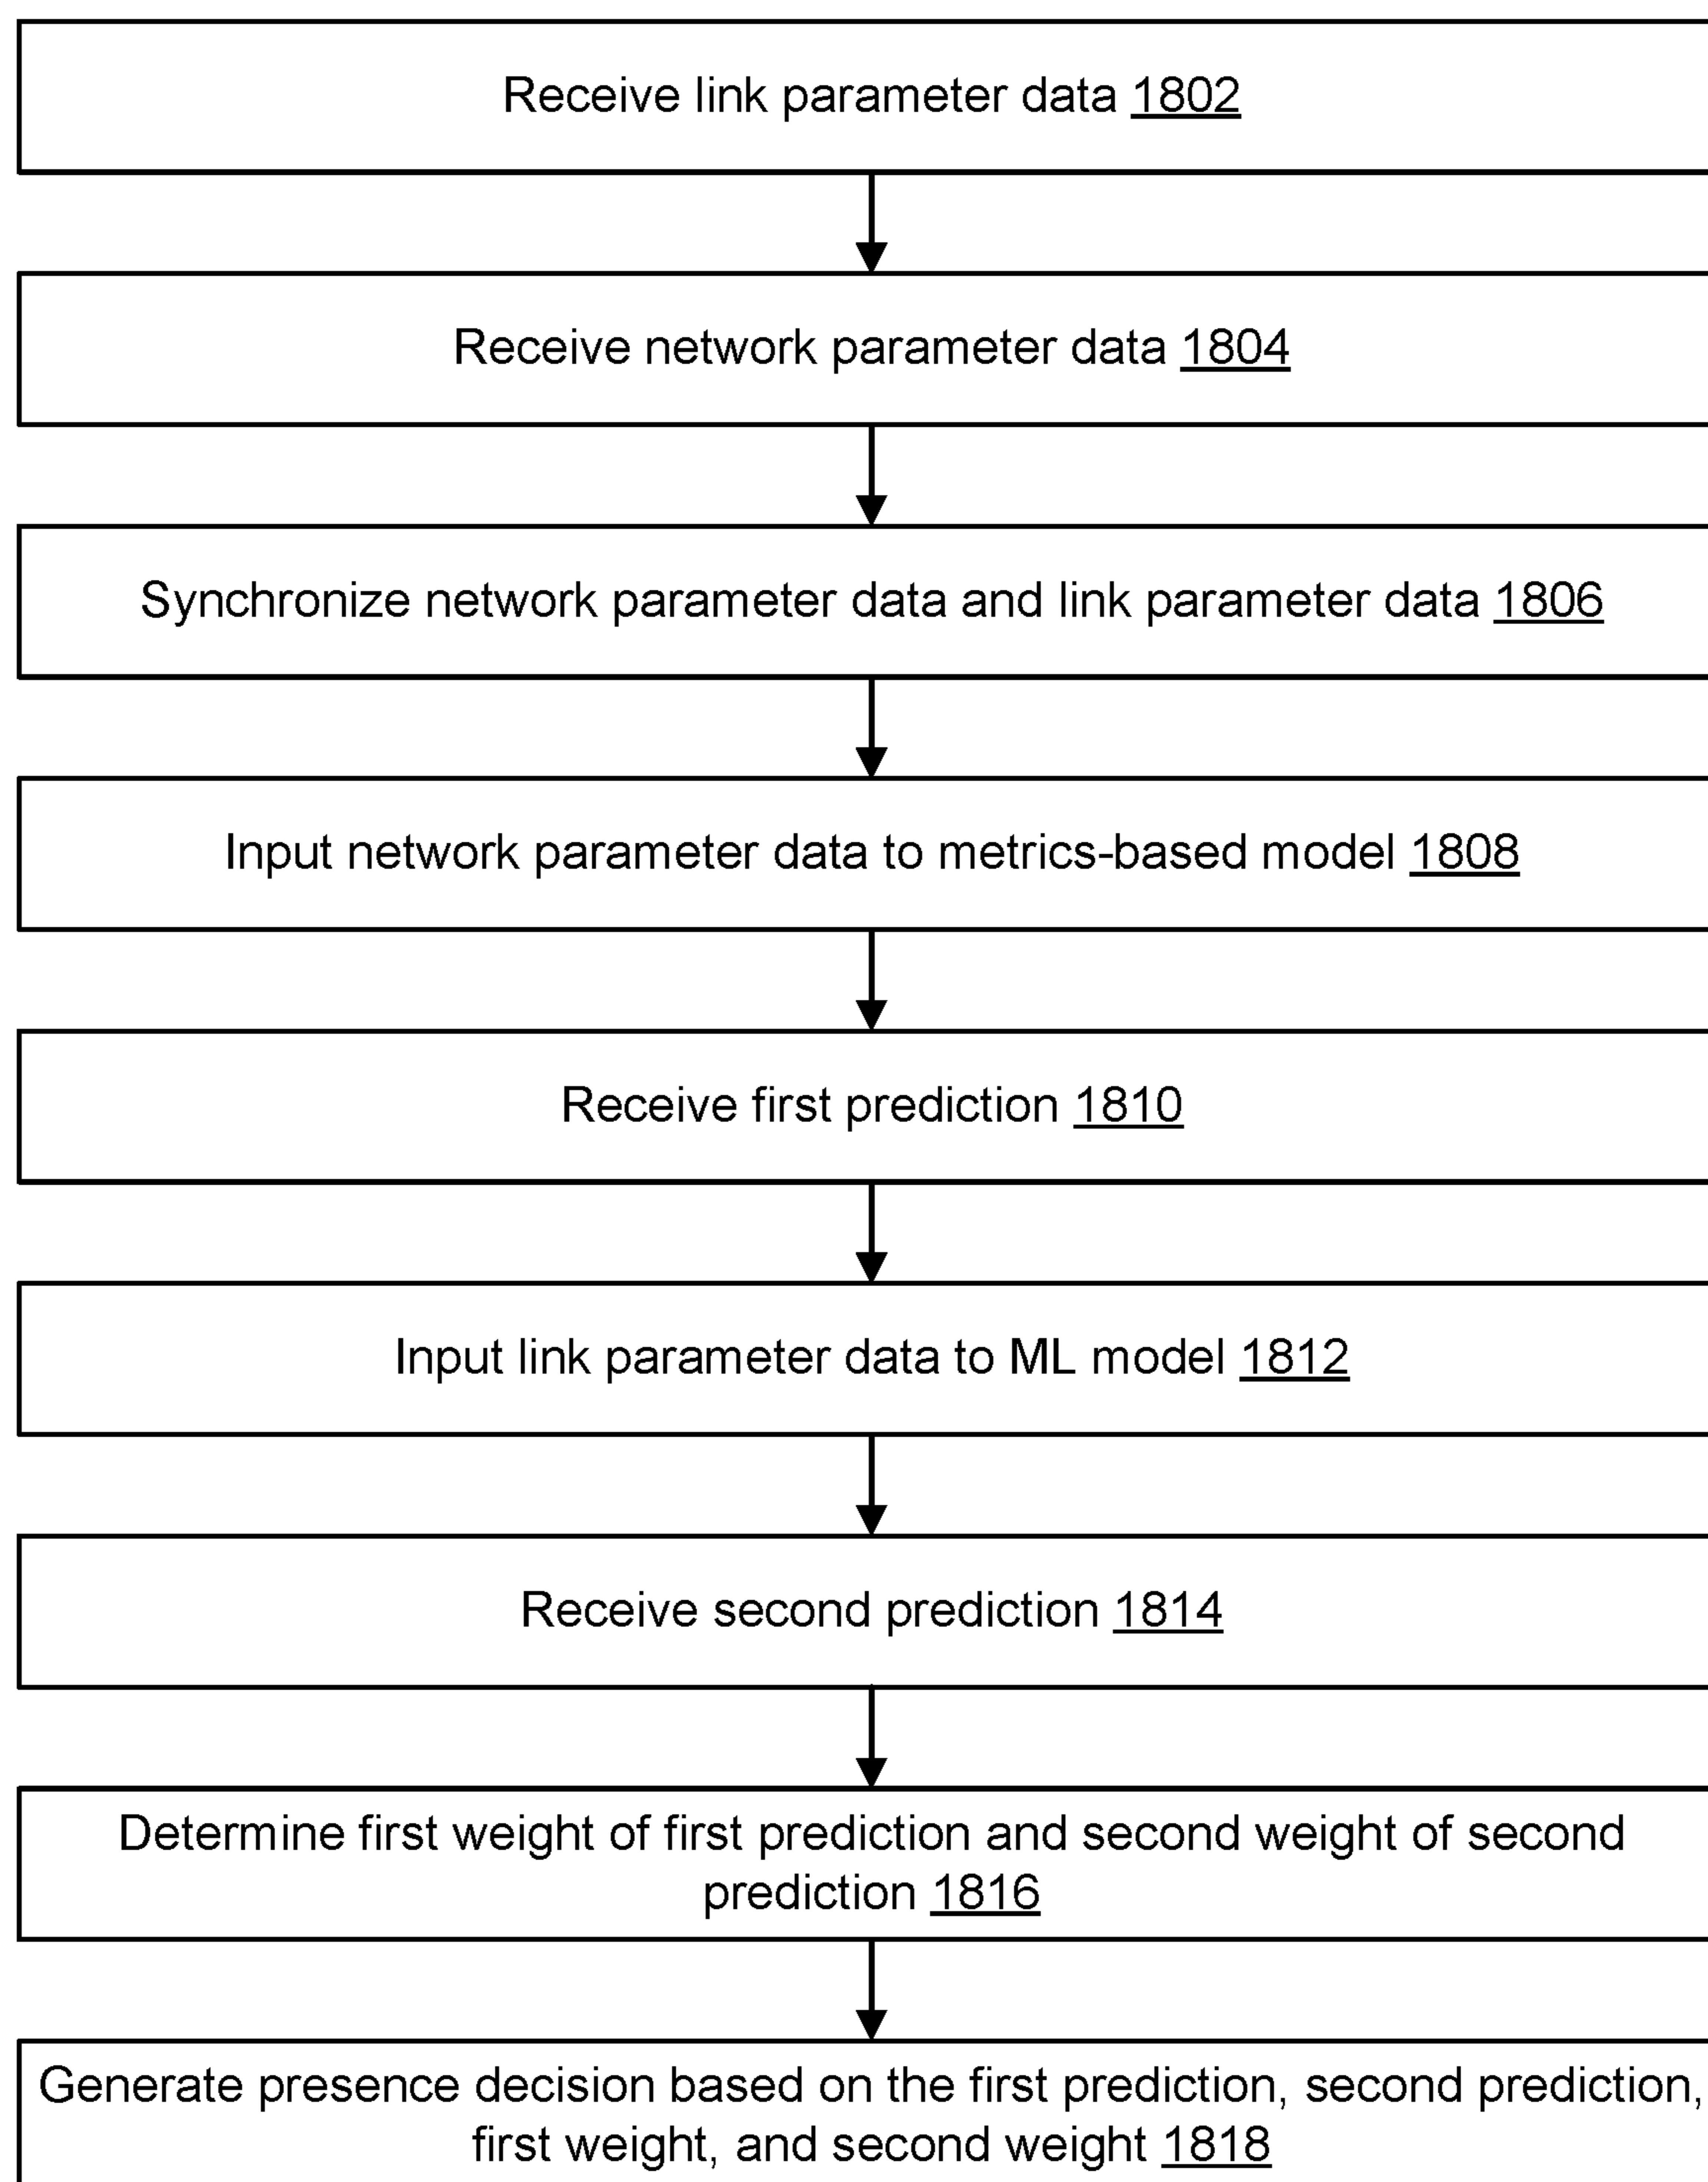 Receive link parameter data 1802
Receive network parameter data 1804
Synchronize network parameter data and link parameter data 1806
Input network parameter data to metrics-based model 1808
Receive first prediction 1810
Input link parameter data to ML model 1812
Receive second prediction 1814
Determine first weight of first prediction and second weight of second
prediction 1816
Generate presence decision based on the first prediction, second prediction,
first weight, and second weight 1818